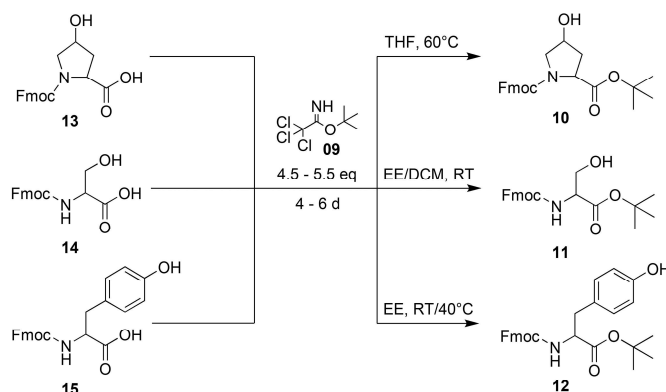 OH
N
Fmoc
OH
O
13
THF, 60°C
OH
N
Fmoc
O
O
10
NH
Cl
Cl
Cl
O
09
4.5 - 5.5 eq
4 - 6 d
OH
Fmoc
N
H
OH
O
14
EE/DCM, RT
OH
Fmoc
N
H
O
O
11
OH
Fmoc
N
H
OH
O
15
EE, RT/40°C
OH
Fmoc
N
H
O
O
12